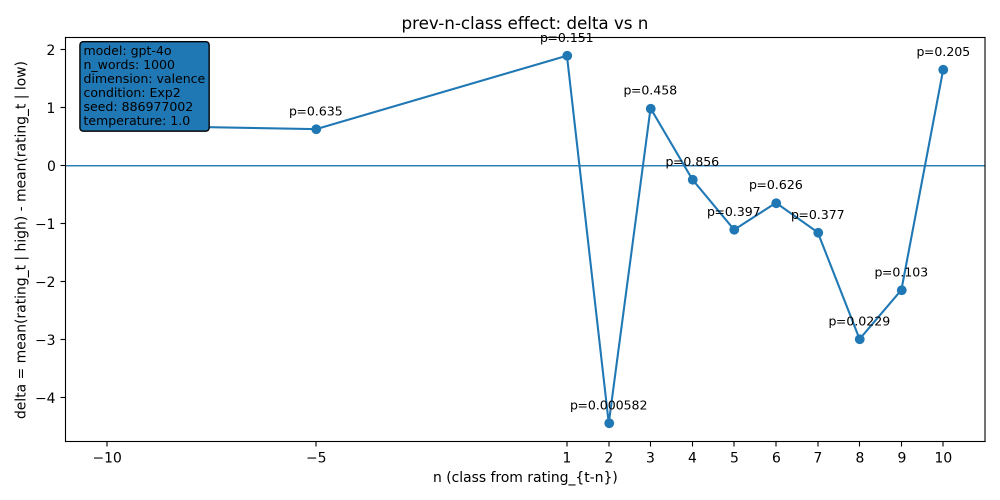 prev-n-class effect: delta vs n
model: gpt-4o
n_words: 1000
dimension: valence
condition: Exp2
seed: 886977002
temperature: 1.0
p=0.635
p=0.151
p=0.000582
p=0.458
p=0.856
p=0.397
p=0.626
p=0.377
p=0.0229
p=0.103
p=0.205
delta = mean(rating_t | high) - mean(rating_t | low)
2
1
0
−1
−2
−3
−4
−10 −5 1 2 3 4 5 6 7 8 9 10
n (class from rating_{t-n})